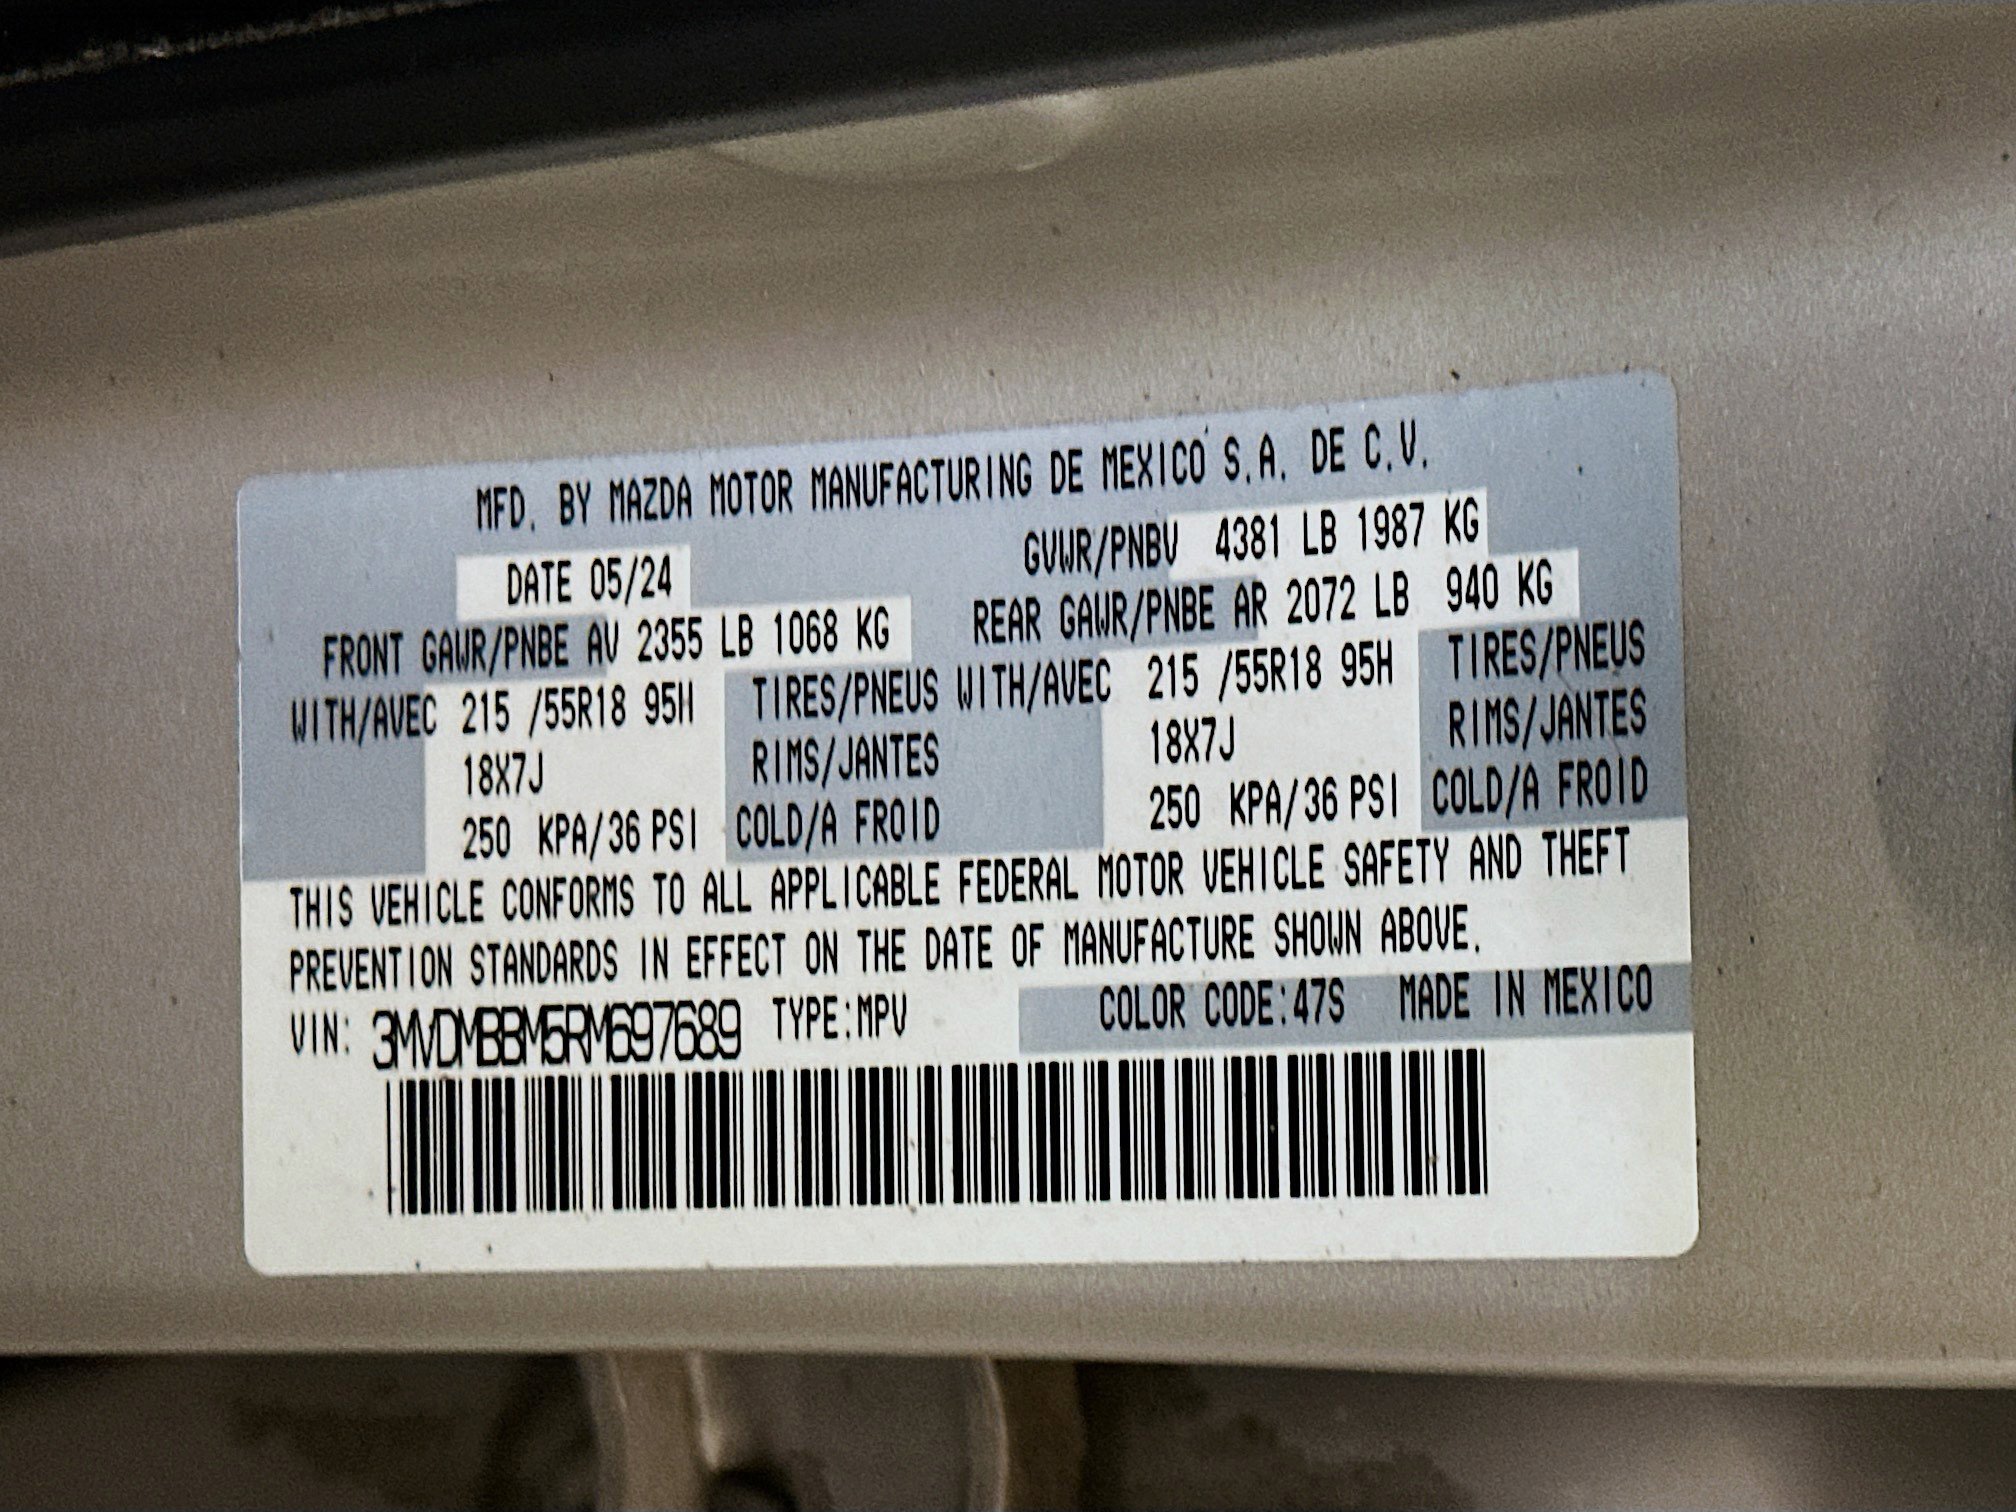 MFD. BY MAZDA MOTOR MANUFACTURING DE MEXICO S.A. DE C.V.
DATE 05/24 GVWR/PNBV 4381 LB 1987 KG
FRONT GAWR/PNBE AV 2355 LB 1068 KG REAR GAWR/PNBE AR 2072 LB 940 KG
WITH/AVEC 215 /55R18 95H TIRES/PNEUS WITH/AVEC 215 /55R18 95H TIRES/PNEUS
18X7J RIMS/JANTES 18X7J RIMS/JANTES
250 KPA/36 PSI COLD/A FROID 250 KPA/36 PSI COLD/A FROID
THIS VEHICLE CONFORMS TO ALL APPLICABLE FEDERAL MOTOR VEHICLE SAFETY AND THEFT
PREVENTION STANDARDS IN EFFECT ON THE DATE OF MANUFACTURE SHOWN ABOVE.
VIN: 3MVDMBBM5RM697689 TYPE:MPV COLOR CODE:47S MADE IN MEXICO